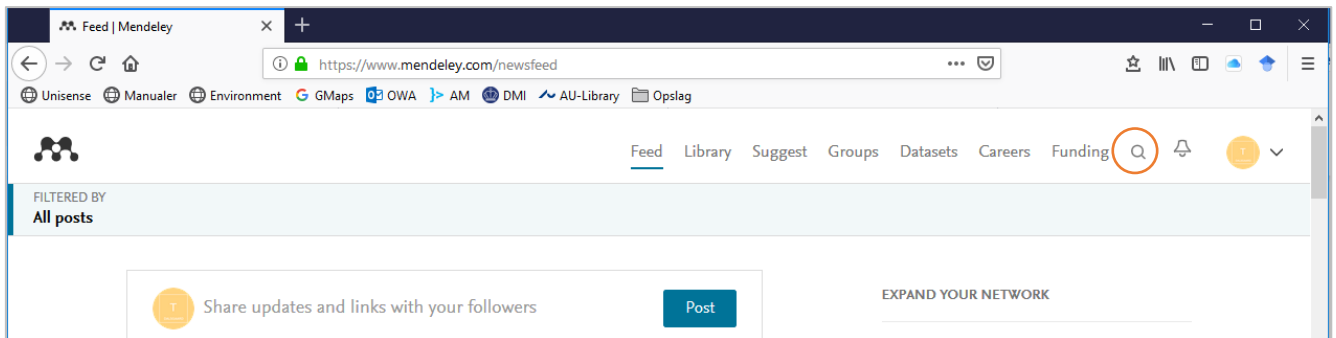 Feed | Mendeley
https://www.mendeley.com/newsfeed
Unisense Manualer Environment GMaps OWA AM DMI AU-Library Opslag
Feed Library Suggest Groups Datasets Careers Funding
T
FILTERED BY
All posts
T Share updates and links with your followers Post
EXPAND YOUR NETWORK